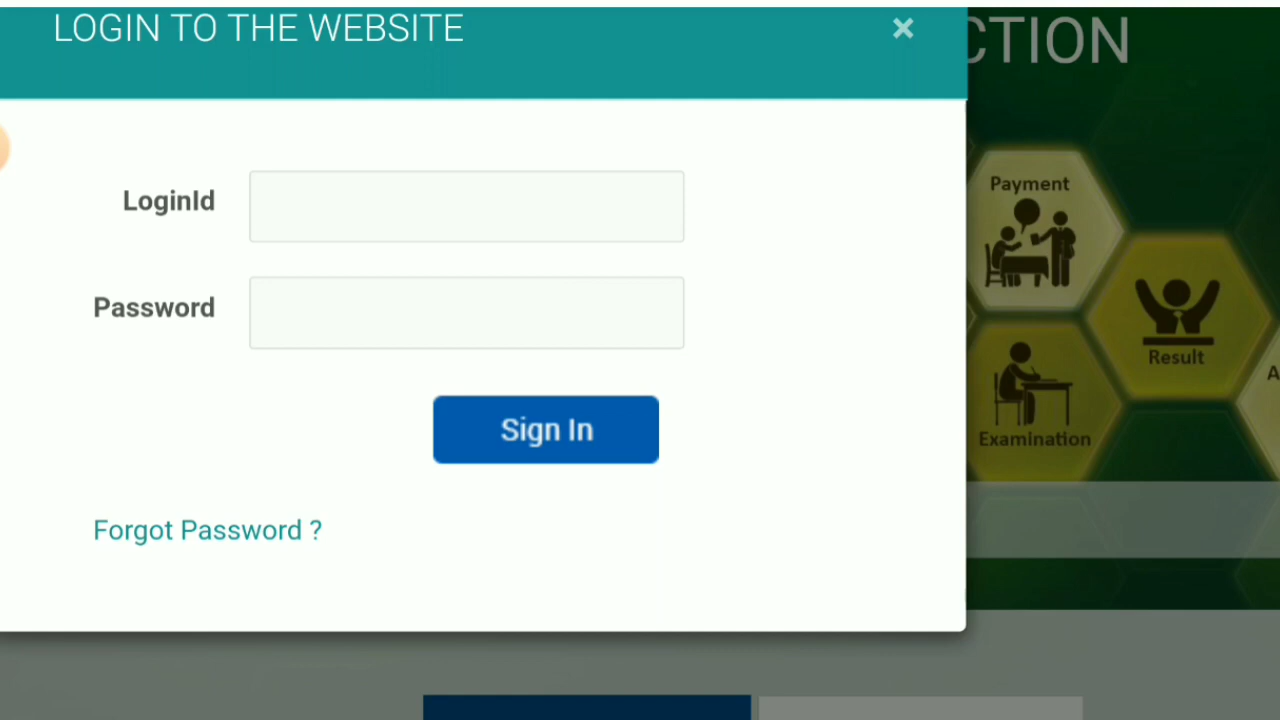 LOGIN TO THE WEBSITE ×
CTION
Payment
LoginId
Password
Result
Examination
Sign In
Forgot Password ?